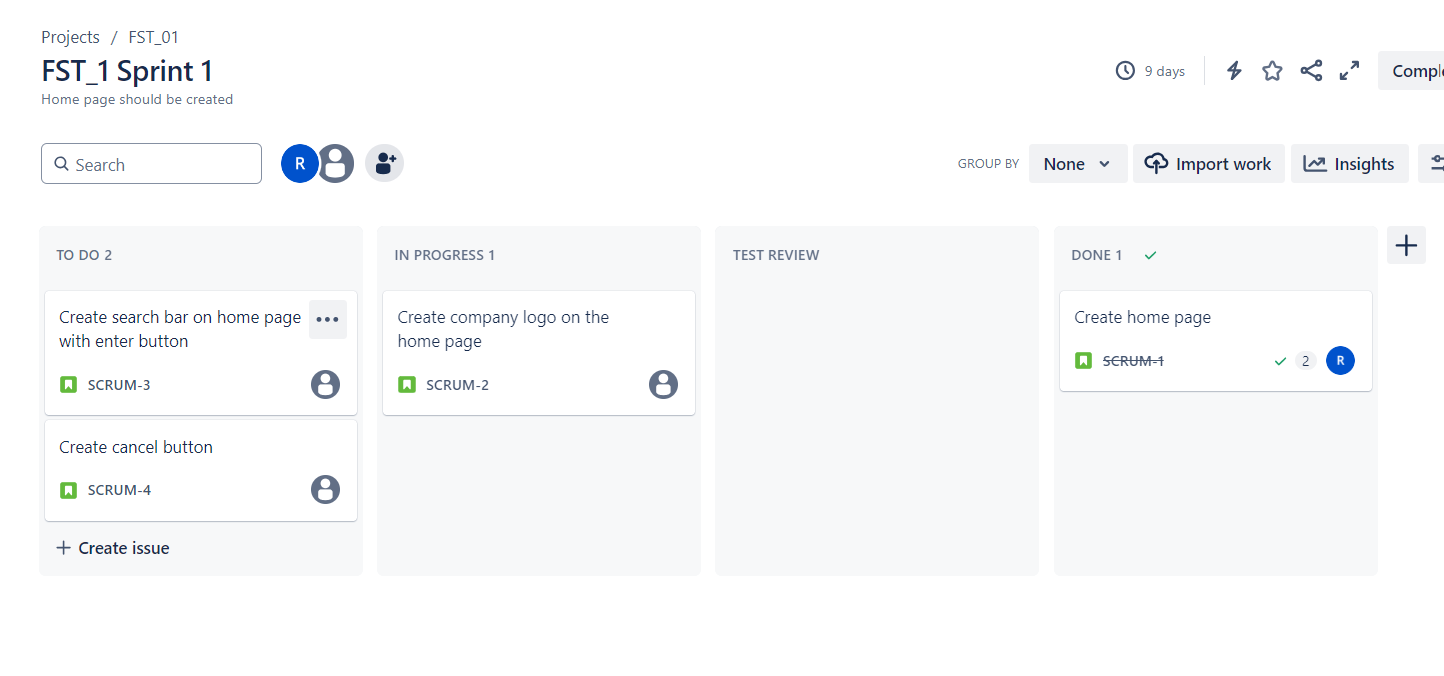 Projects / FST_01
FST_1 Sprint 1
Home page should be created
9 days
Search
R
GROUP BY
None
Import work
Insights
TO DO 2
Create search bar on home page
with enter button
SCRUM-3
Create cancel button
SCRUM-4
+ Create issue
IN PROGRESS 1
Create company logo on the
home page
SCRUM-2
TEST REVIEW
DONE 1
Create home page
SCRUM-1
2
R